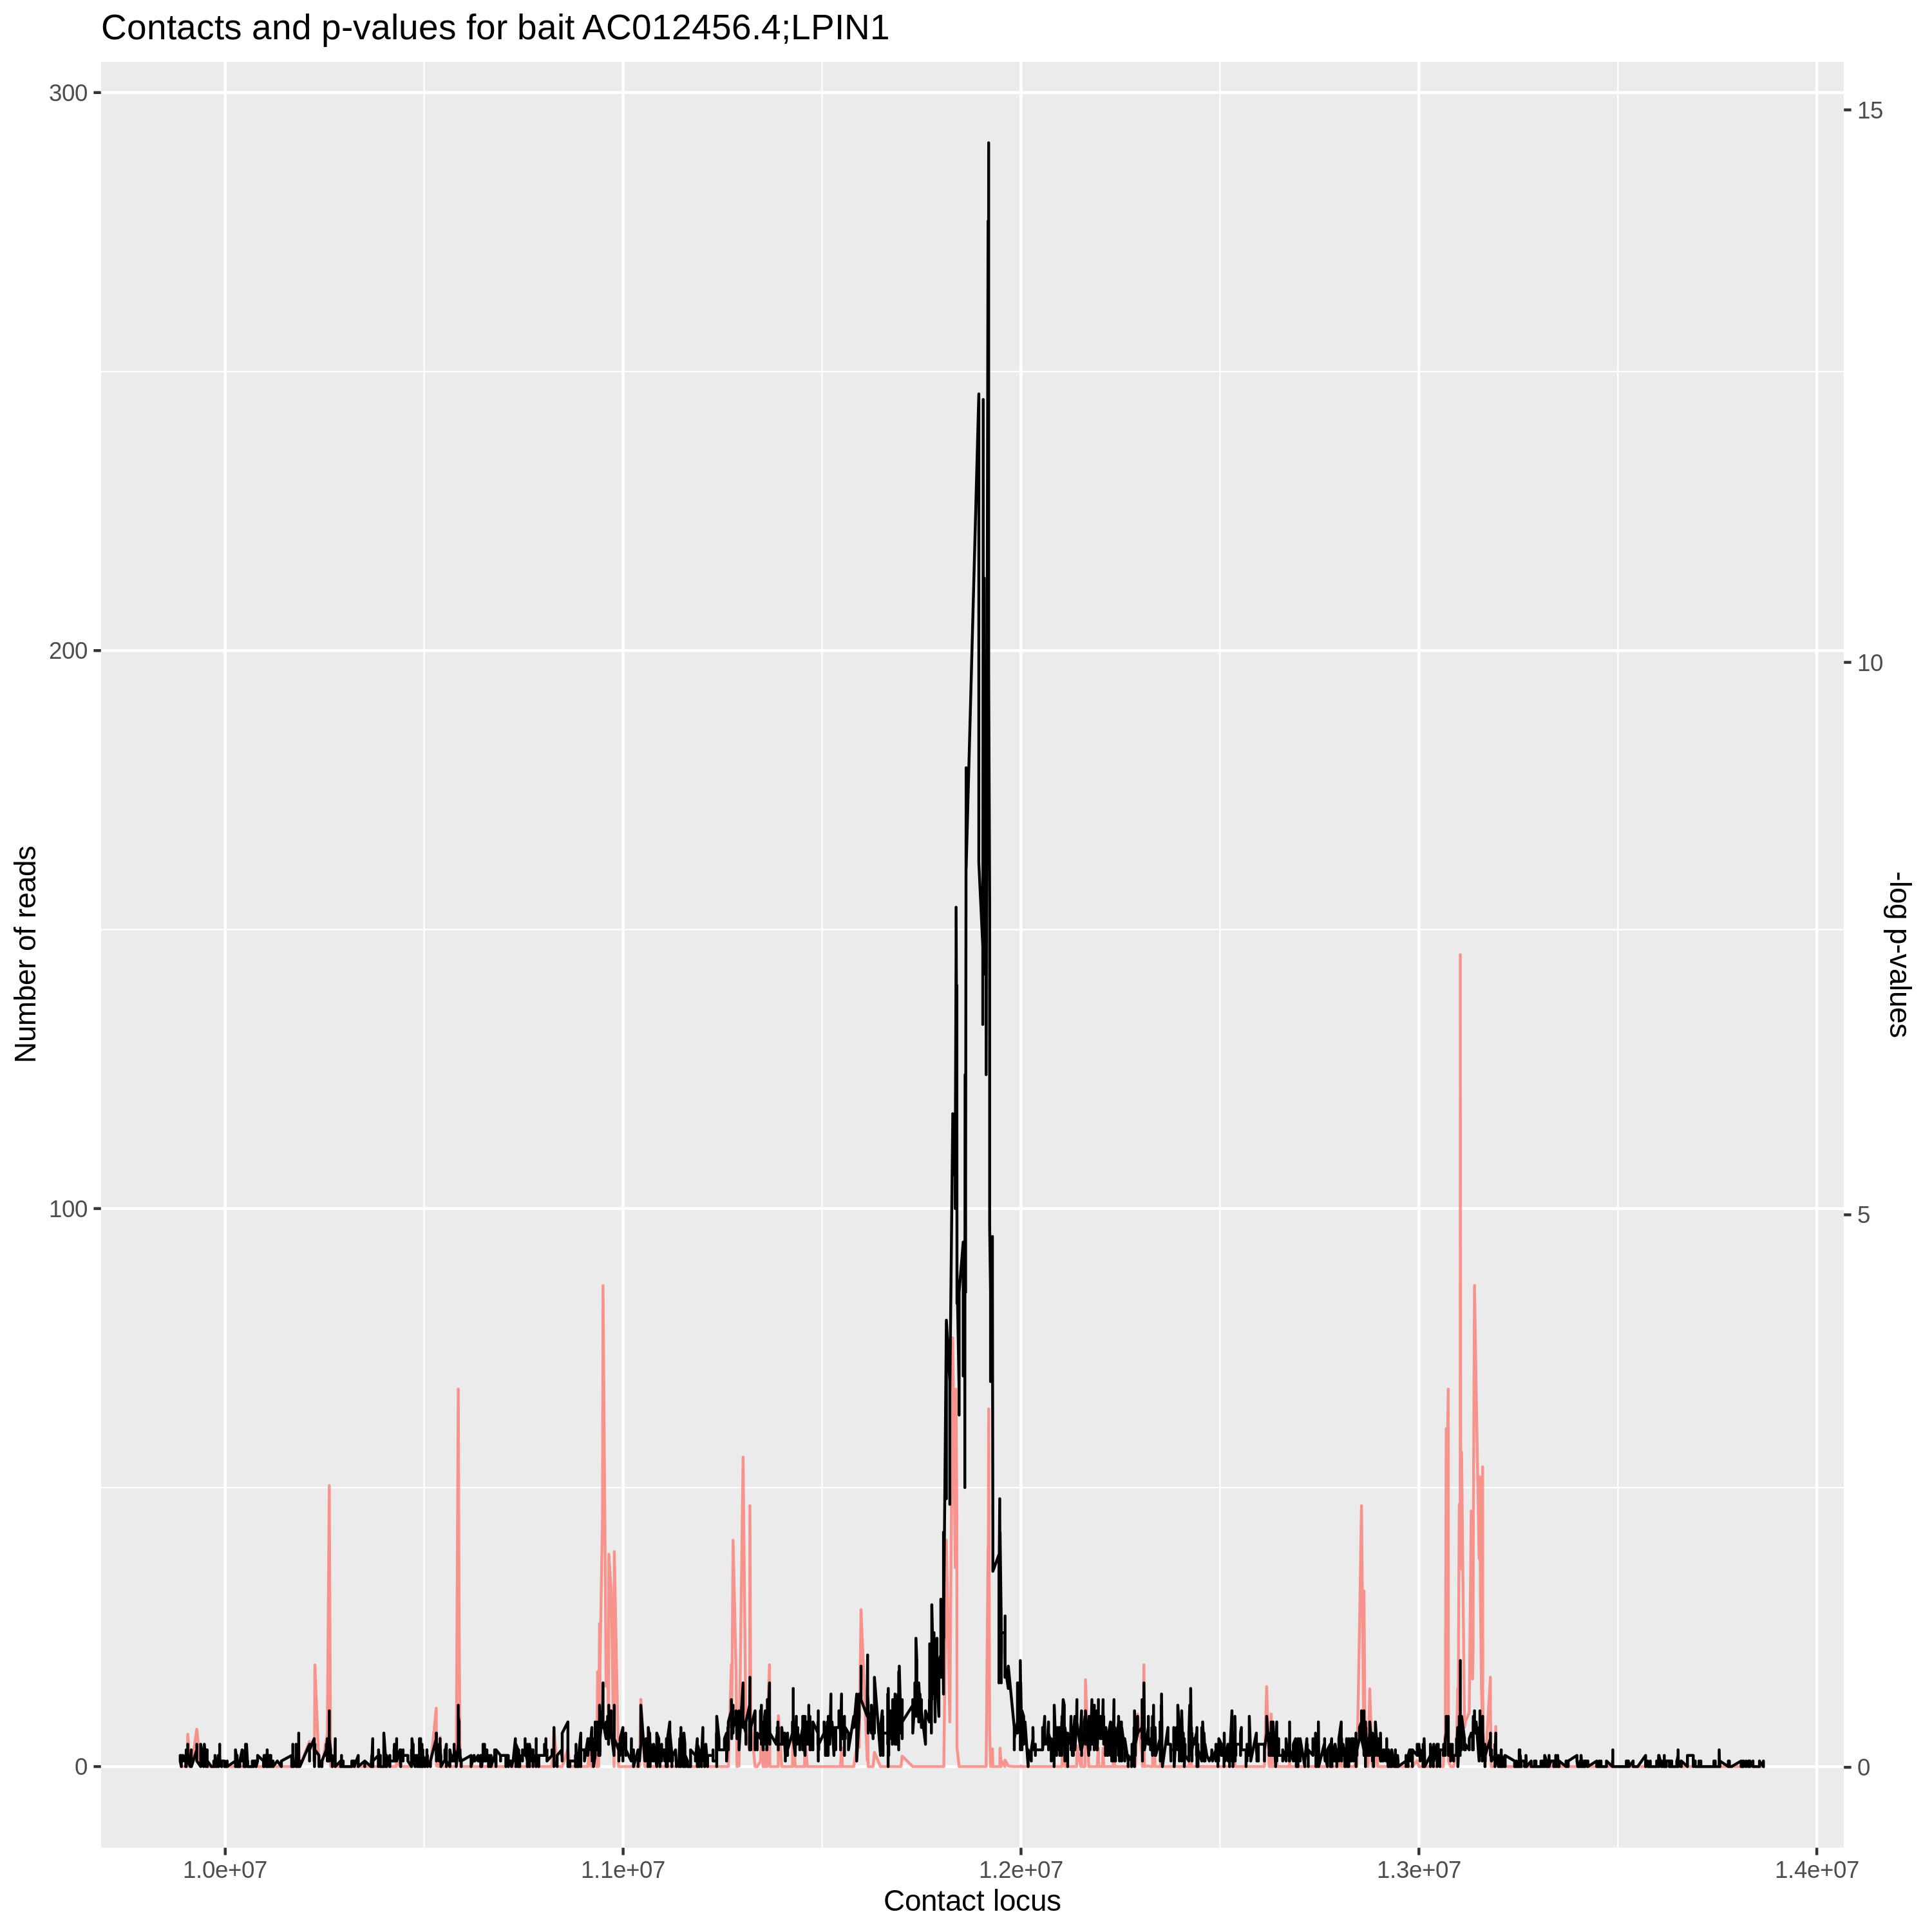 Contacts and p-values for bait AC012456.4;LPIN1
300
200
100
0
Number of reads
15
10
5
0
-log p-values
1.0e+07
1.1e+07
1.2e+07
1.3e+07
1.4e+07
Contact locus